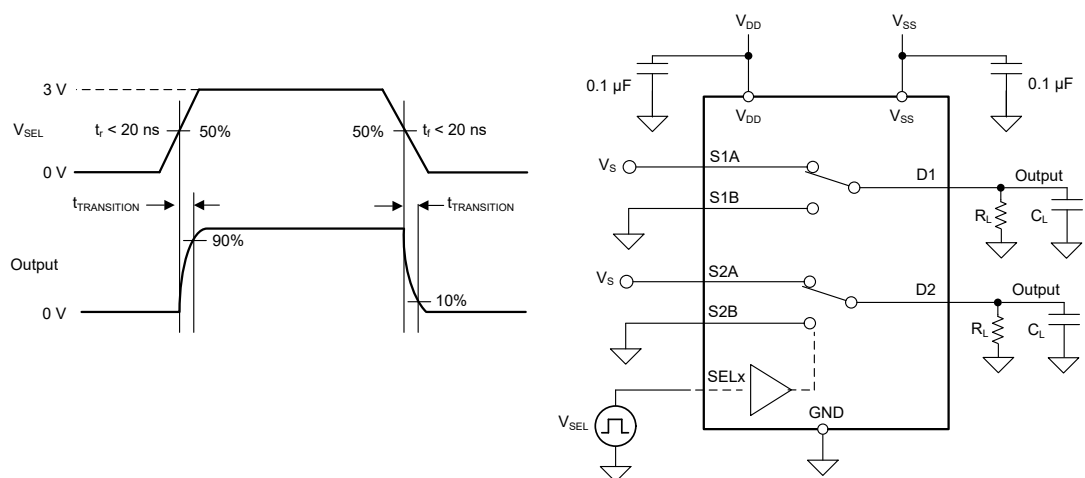 3 V
V_SEL
t_r < 20 ns
50%
50%
t_f < 20 ns
0 V
t_TRANSITION
t_TRANSITION
90%
Output
10%
0 V
V_DD
V_SS
0.1 µF
0.1 µF
V_DD
V_SS
V_S
S1A
D1
Output
S1B
R_L
C_L
V_S
S2A
D2
Output
S2B
R_L
C_L
SELx
V_SEL
GND